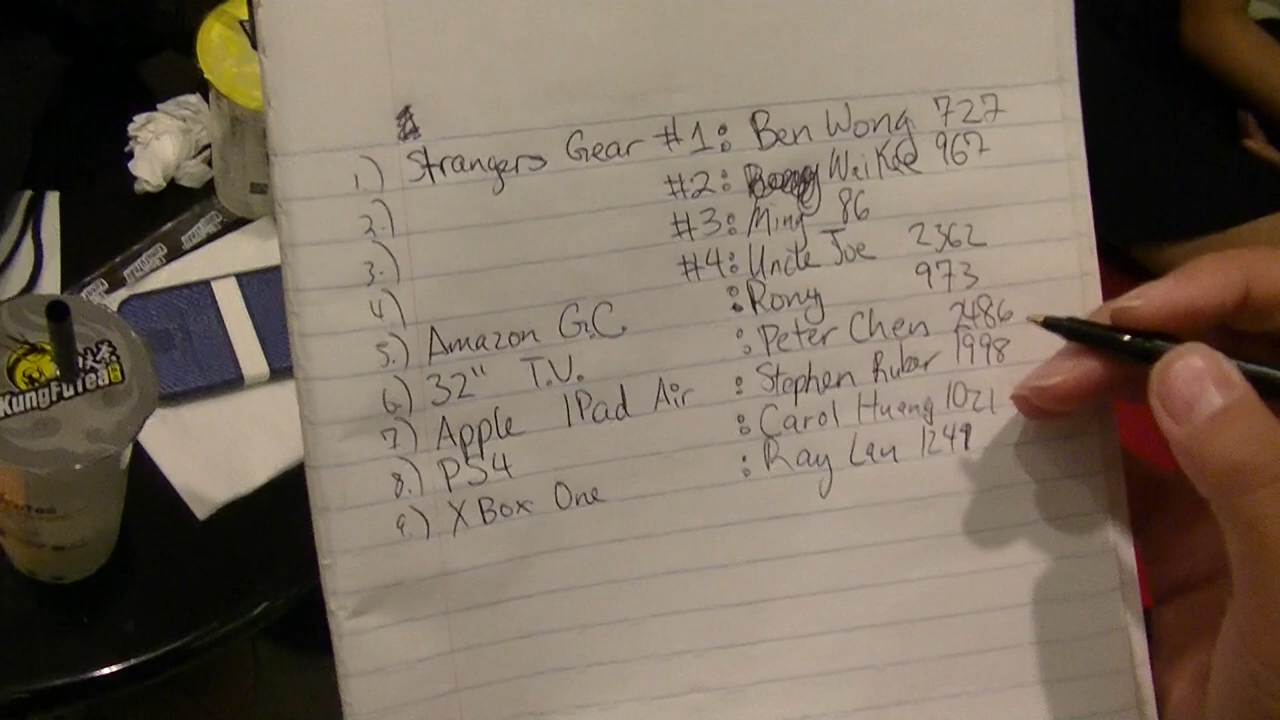 1.) Strangers Gear #1: Ben Wong 727
2.) #2: Wei Kee 967
3.) #3: Ming 86
4.) #4: Uncle Joe 2362
5.) Amazon G.C : Rony 973
6.) 32" T.V. : Peter Chen 2486
7.) Apple IPad Air : Stephen Rubar 1998
8.) PS4 : Carol Huang 1021
9.) XBox One : Ray Lau 1249
KungFuTea